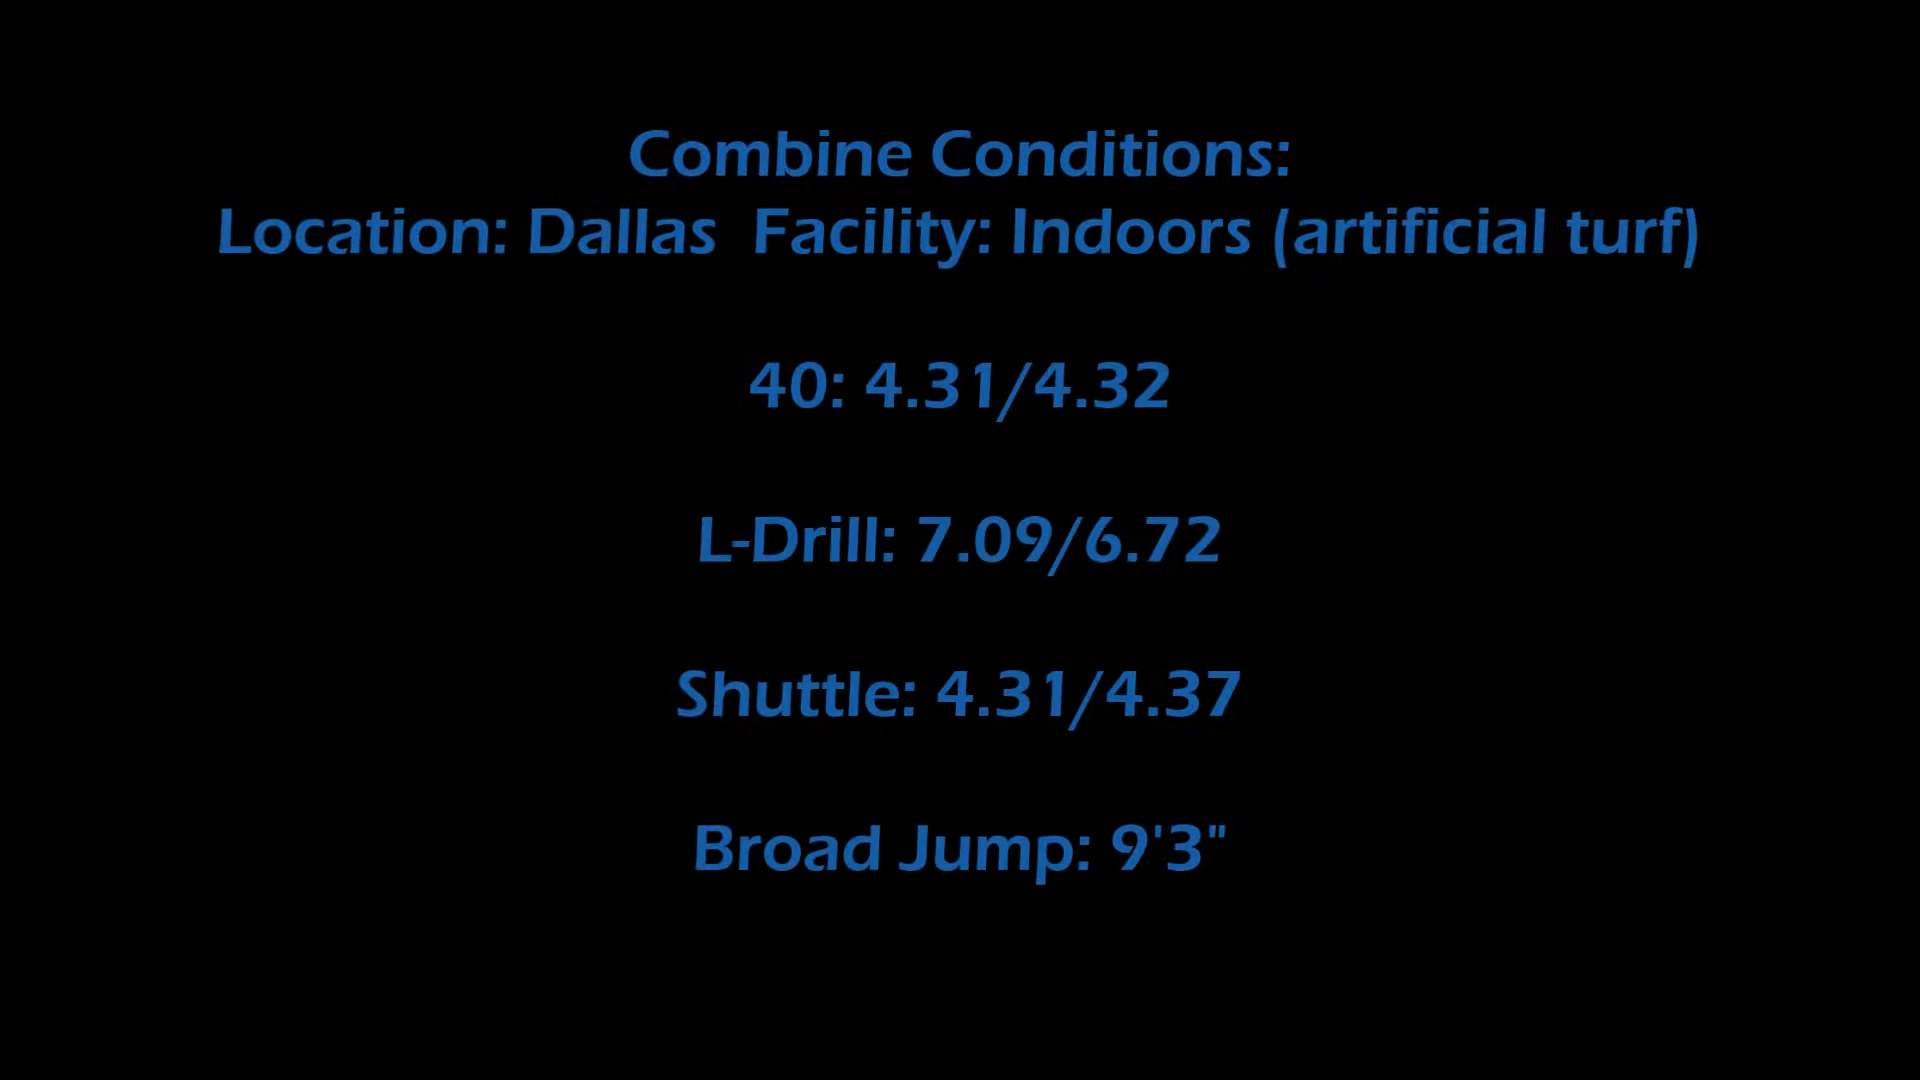 Combine Conditions:
Location: Dallas  Facility: Indoors (artificial turf)
40: 4.31/4.32
L-Drill: 7.09/6.72
Shuttle: 4.31/4.37
Broad Jump: 9'3"